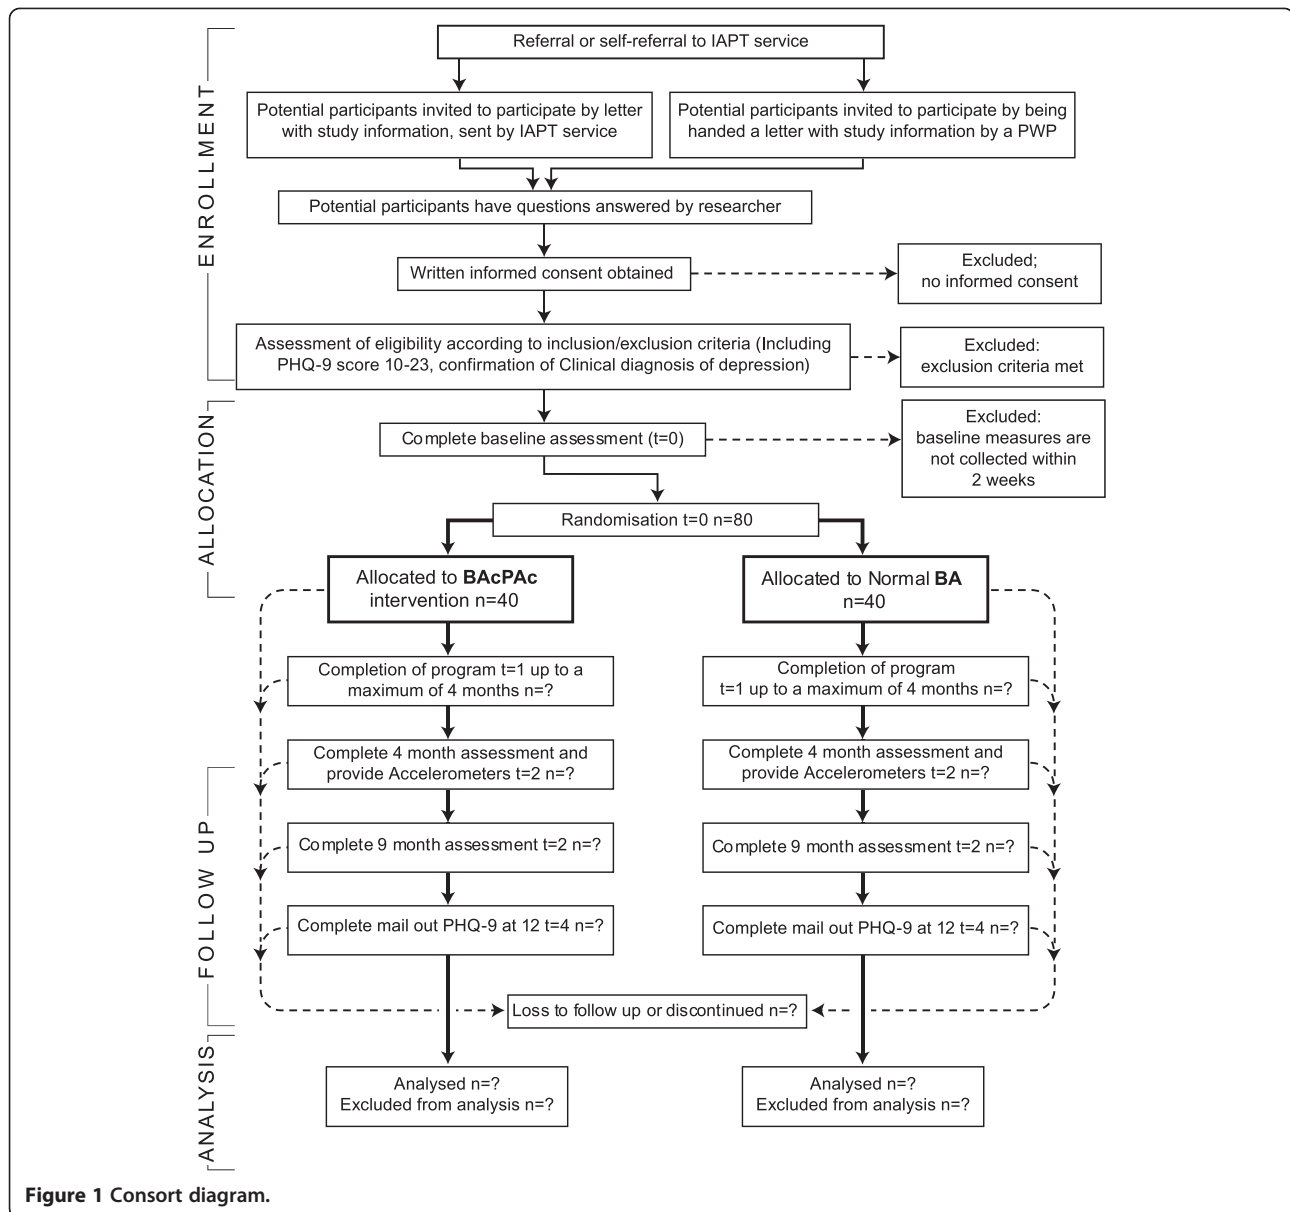 ENROLLMENT
Referral or self-referral to IAPT service
Potential participants invited to participate by letter
with study information, sent by IAPT service
Potential participants invited to participate by being
handed a letter with study information by a PWP
Potential participants have questions answered by researcher
Written informed consent obtained
Excluded;
no informed consent
Assessment of eligibility according to inclusion/exclusion criteria (Including
PHQ-9 score 10-23, confirmation of Clinical diagnosis of depression)
Excluded:
exclusion criteria met
ALLOCATION
Complete baseline assessment (t=0)
Excluded:
baseline measures are
not collected within
2 weeks
Randomisation t=0 n=80
Allocated to BAcPAc
intervention n=40
Allocated to Normal BA
n=40
Completion of program t=1 up to a
maximum of 4 months n=?
Completion of program
t=1 up to a maximum of 4 months n=?
FOLLOW UP
Complete 4 month assessment and
provide Accelerometers t=2 n=?
Complete 4 month assessment and
provide Accelerometers t=2 n=?
Complete 9 month assessment t=2 n=?
Complete 9 month assessment t=2 n=?
Complete mail out PHQ-9 at 12 t=4 n=?
Complete mail out PHQ-9 at 12 t=4 n=?
Loss to follow up or discontinued n=?
ANALYSIS
Analysed n=?
Excluded from analysis n=?
Analysed n=?
Excluded from analysis n=?
Figure 1 Consort diagram.